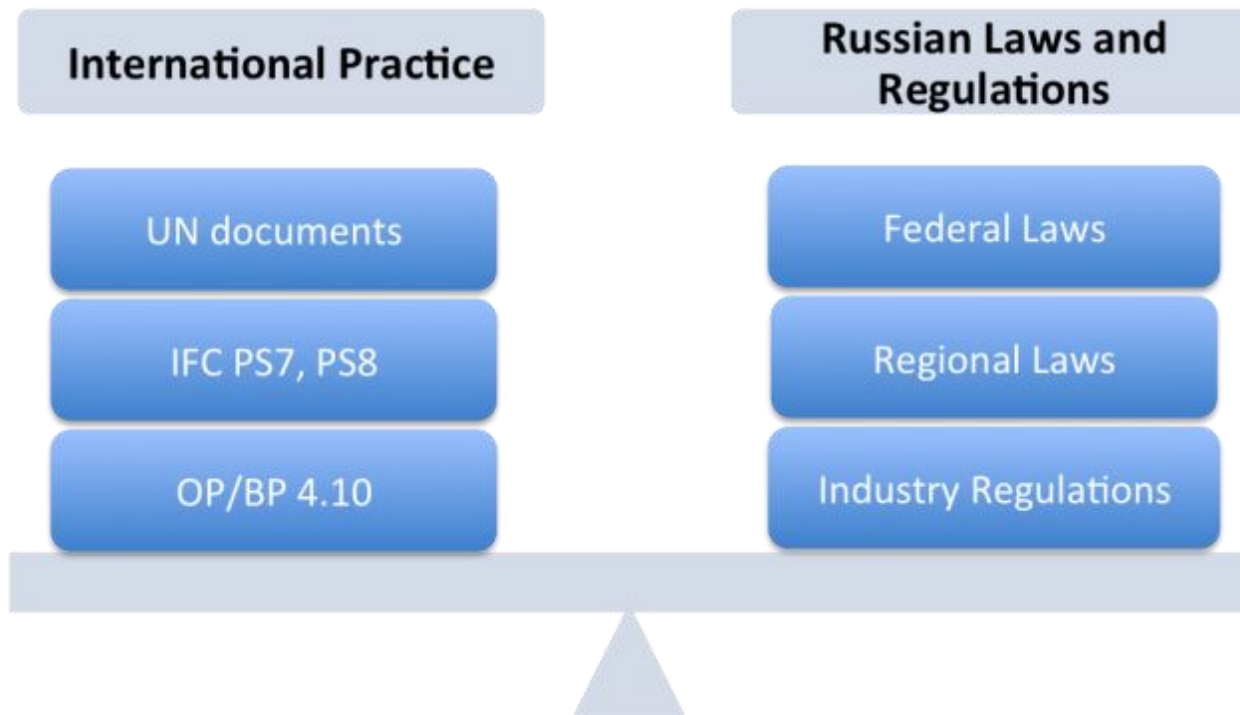 International Practice
Russian Laws and
Regulations
UN documents
IFC PS7, PS8
OP/BP 4.10
Federal Laws
Regional Laws
Industry Regulations